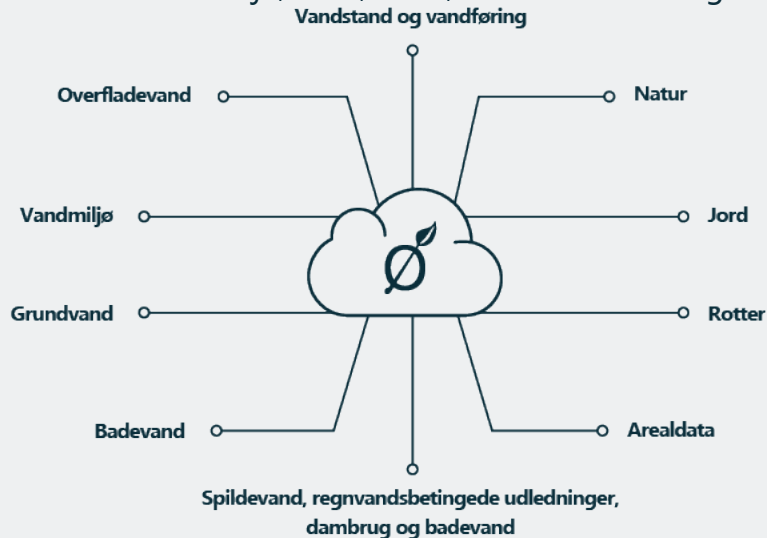 Vandstand og vandføring
Overfladevand
Natur
Vandmiljø
Jord
Ø
Grundvand
Rotter
Badevand
Arealdata
Spildevand, regnvandsbetingede udledninger,
dambrug og badevand